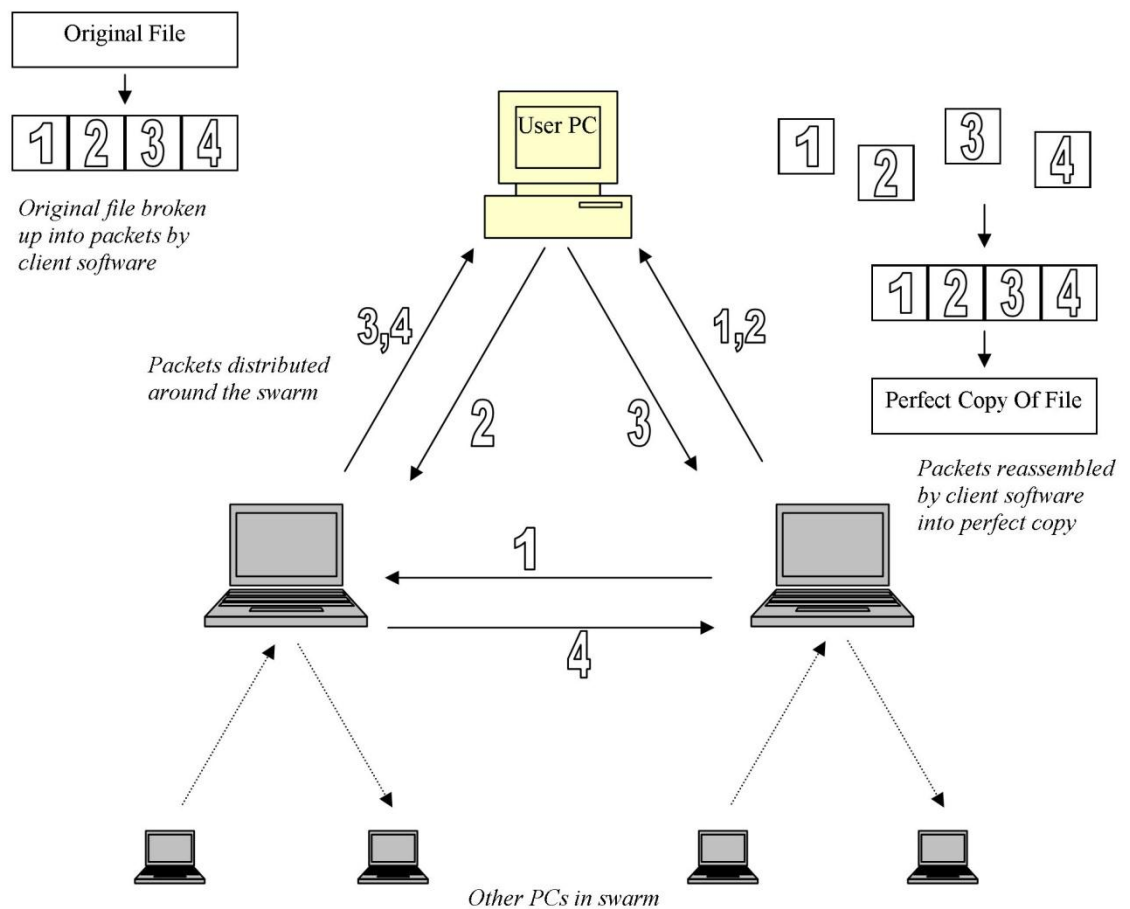 Original File
1 2 3 4
Original file broken
up into packets by
client software
User PC
1
2
3
4
1 2 3 4
Perfect Copy Of File
Packets reassembled
by client software
into perfect copy
Packets distributed
around the swarm
3,4
2
3
1,2
1
4
Other PCs in swarm